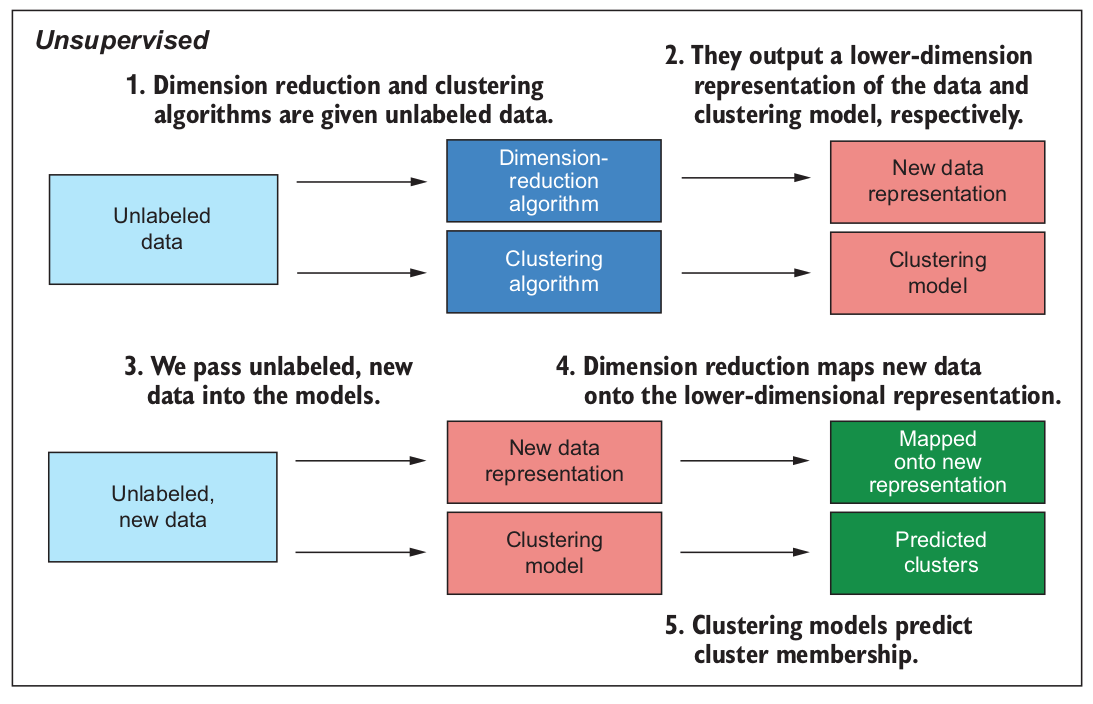 Unsupervised
1. Dimension reduction and clustering
algorithms are given unlabeled data.
2. They output a lower-dimension
representation of the data and
clustering model, respectively.
Unlabeled
data
Dimension-
reduction
algorithm
New data
representation
Clustering
algorithm
Clustering
model
3. We pass unlabeled, new
data into the models.
4. Dimension reduction maps new data
onto the lower-dimensional representation.
Unlabeled,
new data
New data
representation
Mapped
onto new
representation
Clustering
model
Predicted
clusters
5. Clustering models predict
cluster membership.